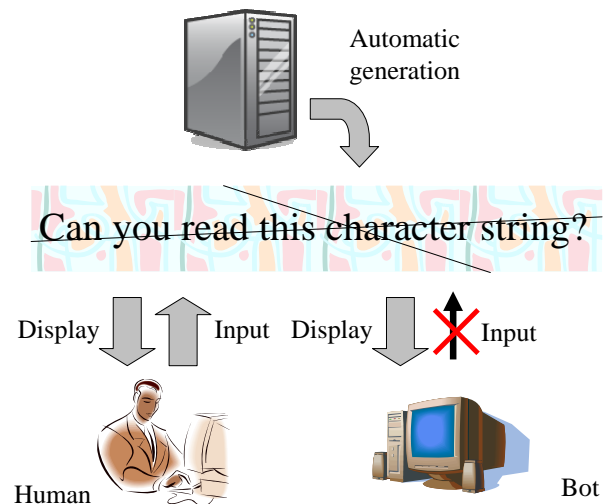 Automatic
generation
Can you read this character string?
Display
Input
Display
Input
Human
Bot